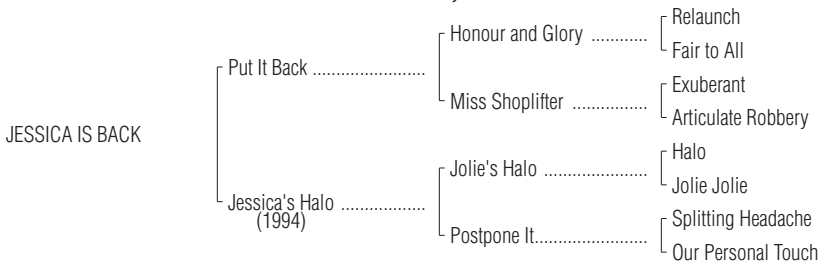 Relaunch
Honour and Glory ............
Fair to All
Put It Back ........................
Exuberant
Miss Shoplifter ................
Articulate Robbery
JESSICA IS BACK
Halo
Jolie's Halo ......................
Jolie Jolie
Jessica's Halo ..................
(1994)
Splitting Headache
Postpone It........................
Our Personal Touch